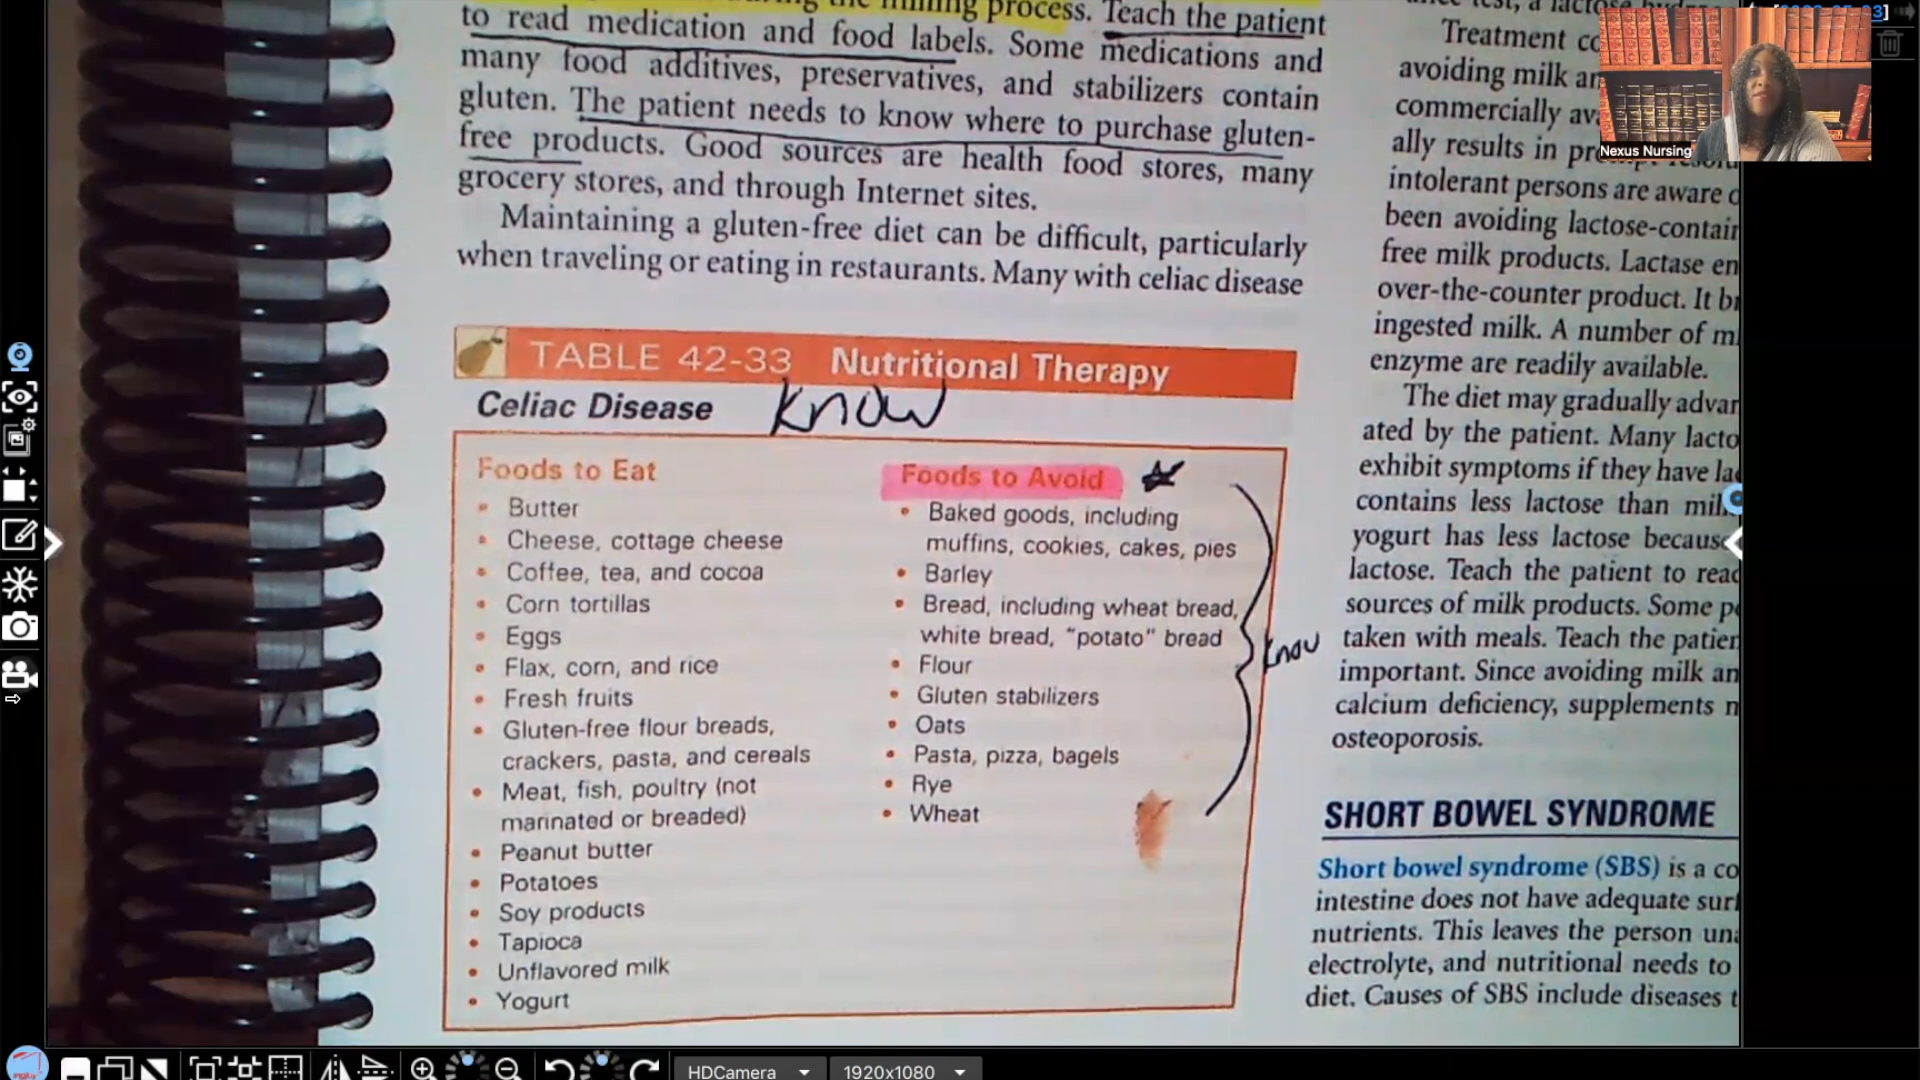 during the milling process. Teach the patient
to read medication and food labels. Some medications and
many food additives, preservatives, and stabilizers contain
gluten. The patient needs to know where to purchase gluten-
free products. Good sources are health food stores, many
grocery stores, and through Internet sites.
Maintaining a gluten-free diet can be difficult, particularly
when traveling or eating in restaurants. Many with celiac disease
TABLE 42-33 Nutritional Therapy
Celiac Disease know
Foods to Eat
• Butter
• Cheese, cottage cheese
• Coffee, tea, and cocoa
• Corn tortillas
• Eggs
• Flax, corn, and rice
• Fresh fruits
• Gluten-free flour breads,
crackers, pasta, and cereals
• Meat, fish, poultry (not
marinated or breaded)
• Peanut butter
• Potatoes
• Soy products
• Tapioca
• Unflavored milk
• Yogurt
Foods to Avoid
• Baked goods, including
muffins, cookies, cakes, pies
• Barley
• Bread, including wheat bread,
white bread, "potato" bread
• Flour
• Gluten stabilizers
• Oats
• Pasta, pizza, bagels
• Rye
• Wheat
know
Treatment
avoiding milk
commercially
ally results in
intolerant persons are aware
been avoiding
free milk products. Lactase
over-the-counter product. It
ingested milk. A number of
enzyme are readily available.
The diet may gradually
ated by the patient. Many
exhibit symptoms if they have
contains less lactose than
yogurt has less lactose
lactose. Teach the patient to
sources of milk products. Some
taken with meals. Teach the
important. Since avoiding milk
calcium deficiency, supplements
osteoporosis.
SHORT BOWEL SYNDROME
Short bowel syndrome (SBS) is a
intestine does not have adequate
nutrients. This leaves the person
electrolyte, and nutritional needs to
diet. Causes of SBS include diseases
Nexus Nursing
HDCamera
1920x1080